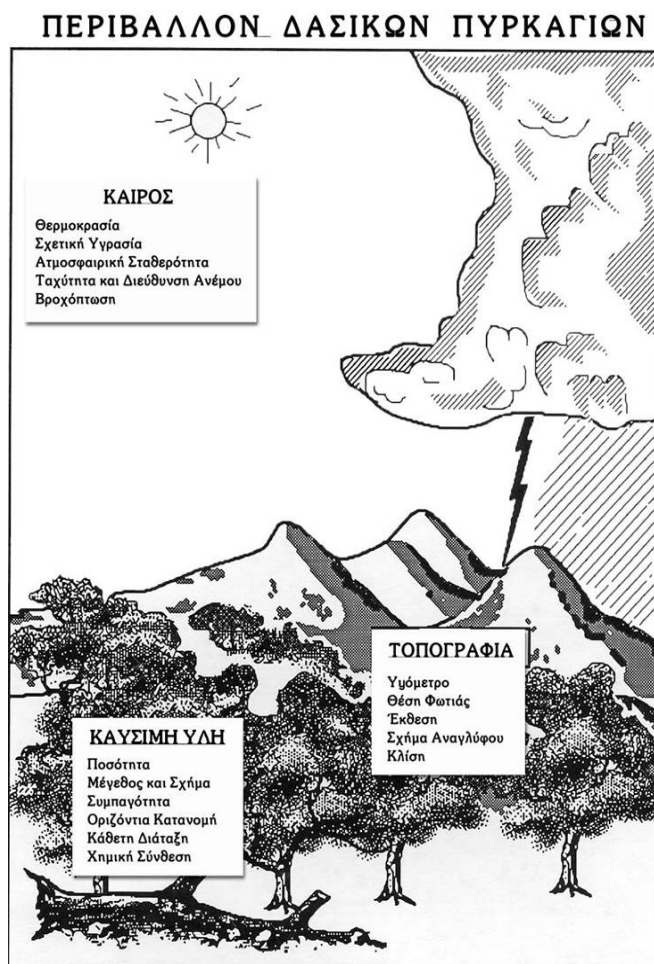 ΠΕΡΙΒΑΛΛΟΝ ΔΑΣΙΚΩΝ ΠΥΡΚΑΓΙΩΝ
ΚΑΙΡΟΣ
Θερμοκρασία
Σχετική Υγρασία
Ατμοσφαιρική Σταθερότητα
Ταχύτητα και Διεύθυνση Ανέμου
Βροχόπτωση
ΤΟΠΟΓΡΑΦΙΑ
Υψόμετρο
Θέση Φωτιάς
Έκθεση
Σχήμα Αναγλύφου
Κλίση
ΚΑΥΣΙΜΗ ΥΛΗ
Ποσότητα
Μέγεθος και Σχήμα
Συμπαγότητα
Οριζόντια Κατανομή
Κάθετη Διάταξη
Χημική Σύνθεση